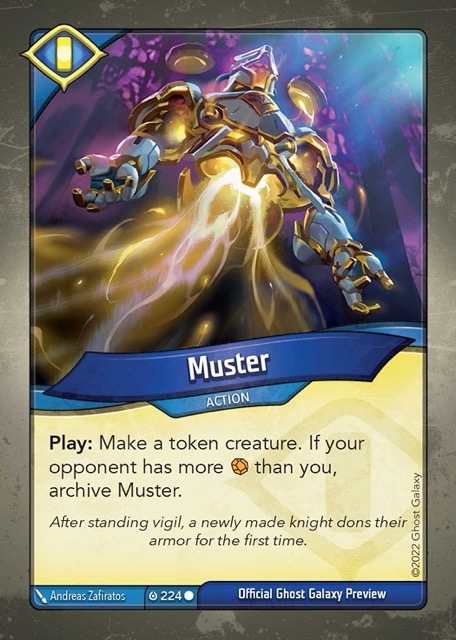 Muster
ACTION
Play: Make a token creature. If your
opponent has more than you,
archive Muster.
After standing vigil, a newly made knight dons their
armor for the first time.
©2022 Ghost Galaxy
Andreas Zafiratos
224
Official Ghost Galaxy Preview